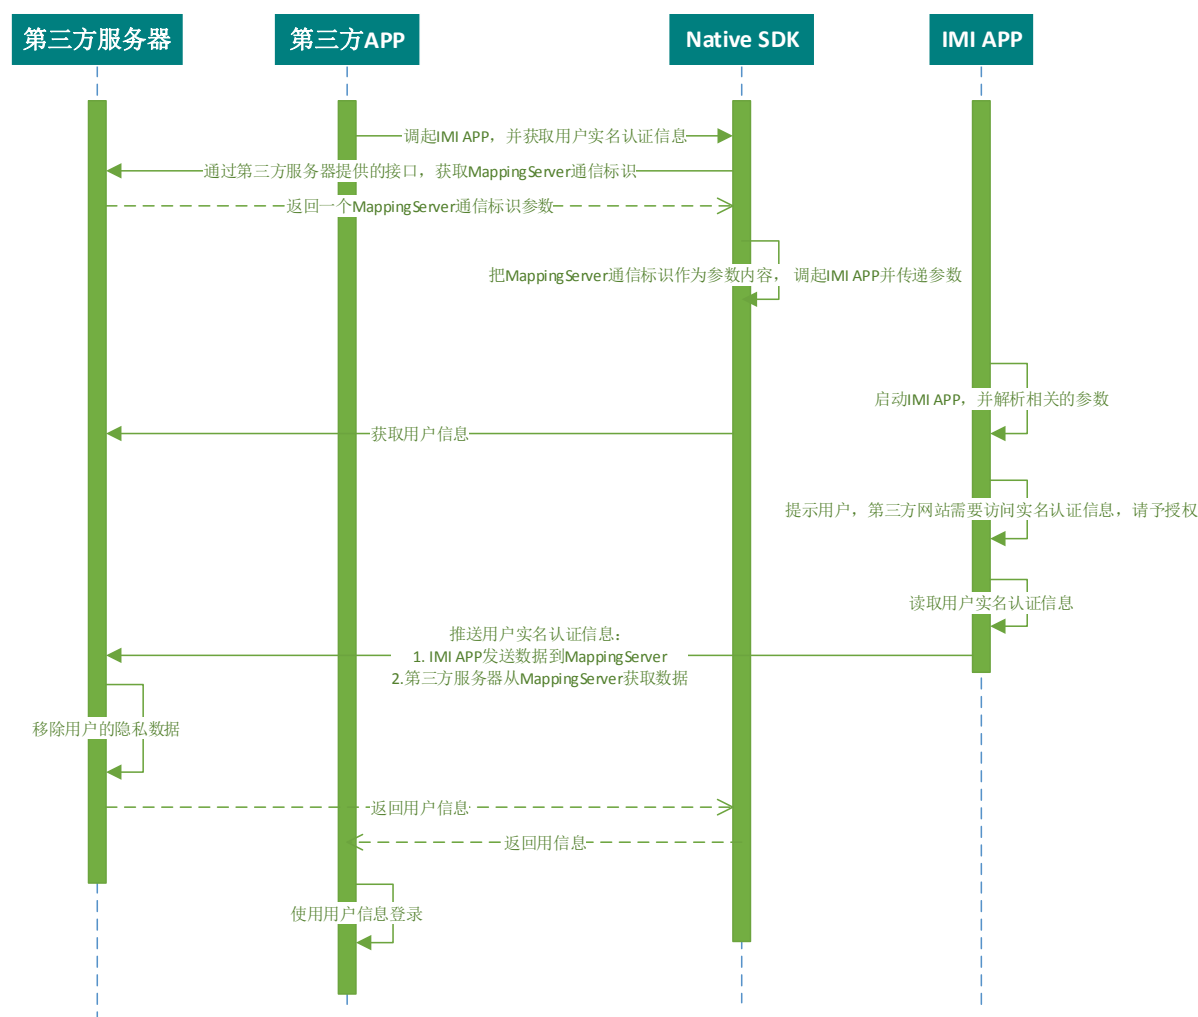 第三方服务器
第三方APP
Native SDK
IMI APP
调起IMI APP，并获取用户实名认证信息
通过第三方服务器提供的接口，获取MappingServer通信标识
返回一个MappingServer通信标识参数
把MappingServer通信标识作为参数内容， 调起IMI APP并传递参数
启动IMI APP，并解析相关的参数
获取用户信息
提示用户，第三方网站需要访问实名认证信息，请予授权
读取用户实名认证信息
推送用户实名认证信息：
1. IMI APP发送数据到MappingServer
2.第三方服务器从MappingServer获取数据
移除用户的隐私数据
返回用户信息
返回用信息
使用用户信息登录